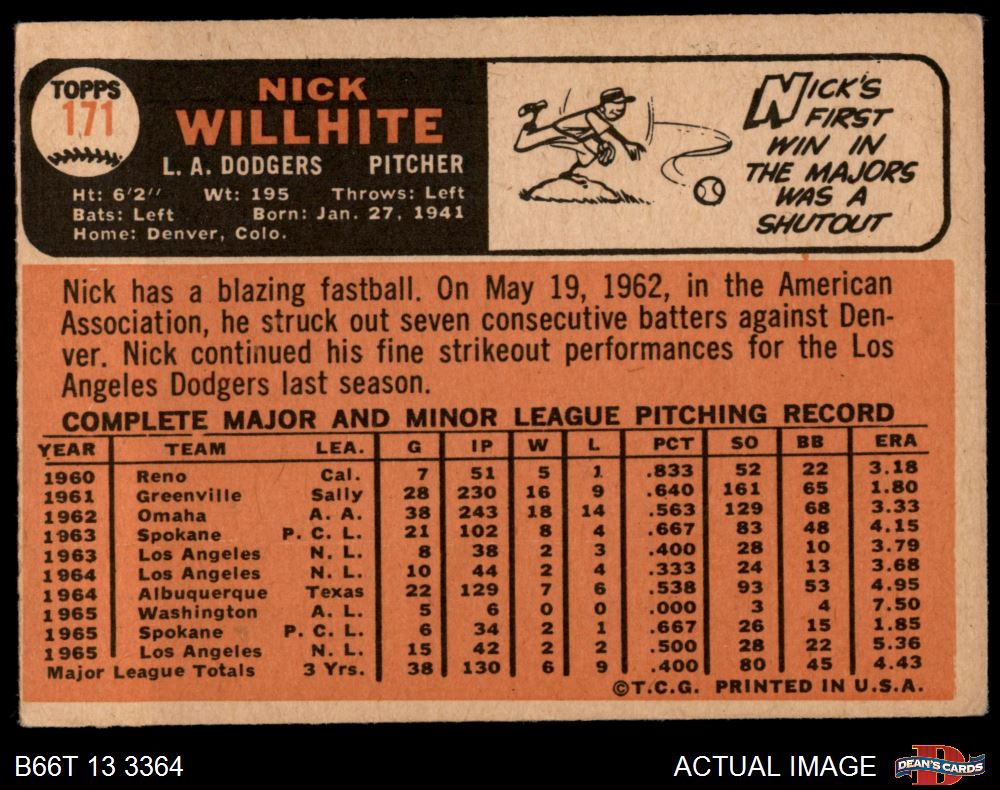 TOPPS
171
NICK
WILLHITE
L. A. DODGERS PITCHER
Ht: 6'2'' Wt: 195 Throws: Left
Bats: Left Born: Jan. 27, 1941
Home: Denver, Colo.
NICK'S
FIRST
WIN IN
THE MAJORS
WAS A
SHUTOUT
Nick has a blazing fastball. On May 19, 1962, in the American
Association, he struck out seven consecutive batters against Den-
ver. Nick continued his fine strikeout performances for the Los
Angeles Dodgers last season.
COMPLETE MAJOR AND MINOR LEAGUE PITCHING RECORD
YEAR TEAM LEA. G IP W L PCT SO BB ERA
1960 Reno Cal. 7 51 5 1 .833 52 22 3.18
1961 Greenville Sally 28 230 16 9 .640 161 65 1.80
1962 Omaha A. A. 38 243 18 14 .563 129 68 3.33
1963 Spokane P. C. L. 21 102 8 4 .667 83 48 4.15
1963 Los Angeles N. L. 8 38 2 3 .400 28 10 3.79
1964 Los Angeles N. L. 10 44 2 4 .333 24 13 3.68
1964 Albuquerque Texas 22 129 7 6 .538 93 53 4.95
1965 Washington A. L. 5 6 0 0 .000 3 4 7.50
1965 Spokane P. C. L. 6 34 2 1 .667 26 15 1.85
1965 Los Angeles N. L. 15 42 2 2 .500 28 22 5.36
Major League Totals 3 Yrs. 38 130 6 9 .400 80 45 4.43
©T.C.G. PRINTED IN U.S.A.
B66T 13 3364 ACTUAL IMAGE
D
DEAN'S CARDS